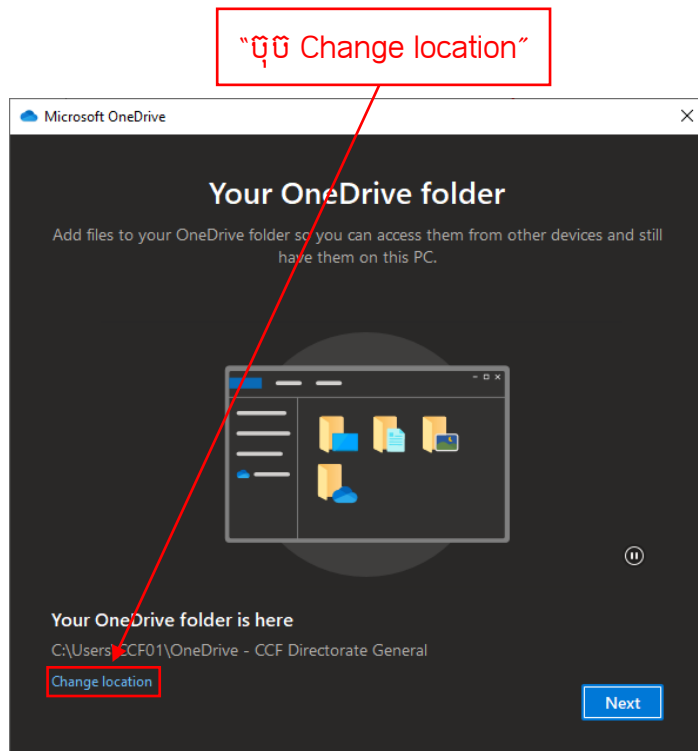 “ចុច Change location”
Microsoft OneDrive
Your OneDrive folder
Add files to your OneDrive folder so you can access them from other devices and still
have them on this PC.
Your OneDrive folder is here
C:\Users\CCF01\OneDrive - CCF Directorate General
Change location
Next